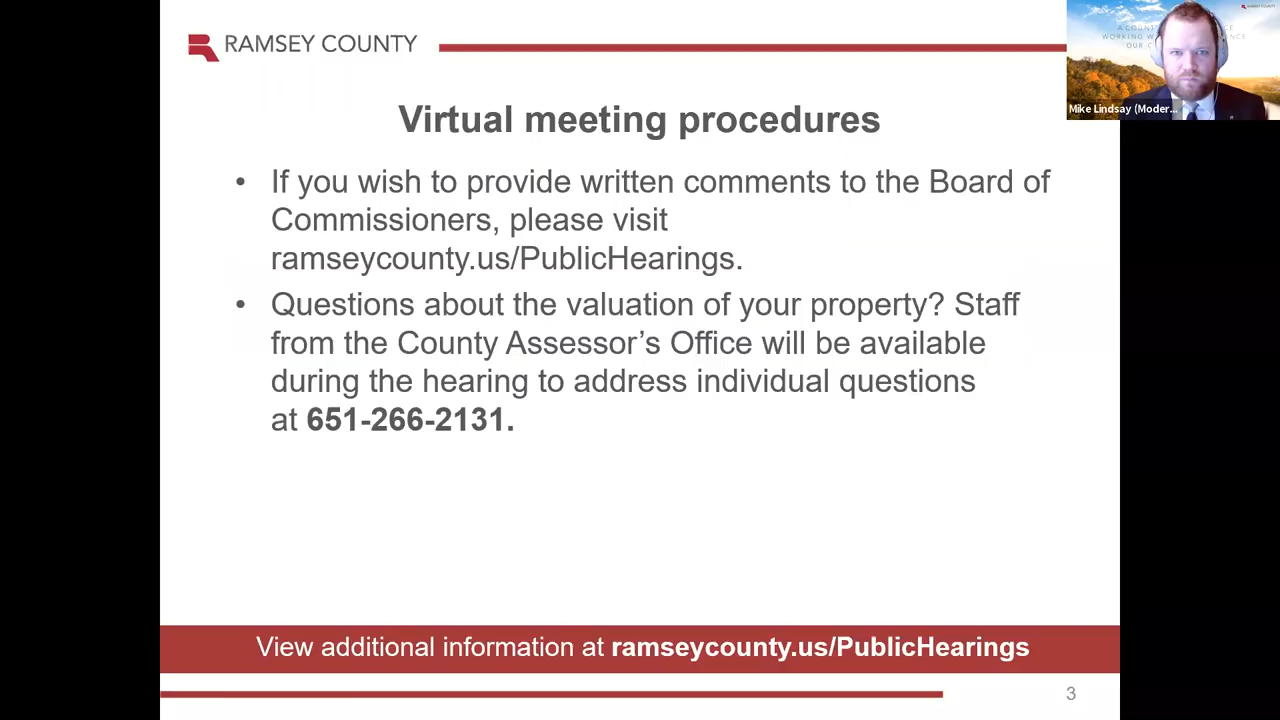 RAMSEY COUNTY
RAMSEY COUNTY
Mike Lindsay (Moder...
Virtual meeting procedures
• If you wish to provide written comments to the Board of
Commissioners, please visit
ramseycounty.us/PublicHearings.
• Questions about the valuation of your property? Staff
from the County Assessor’s Office will be available
during the hearing to address individual questions
at 651-266-2131.
View additional information at ramseycounty.us/PublicHearings
3